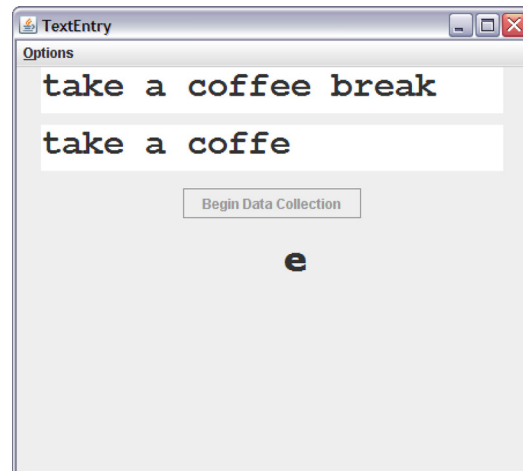 TextEntry
Options
take a coffee break
take a coffe
Begin Data Collection
e